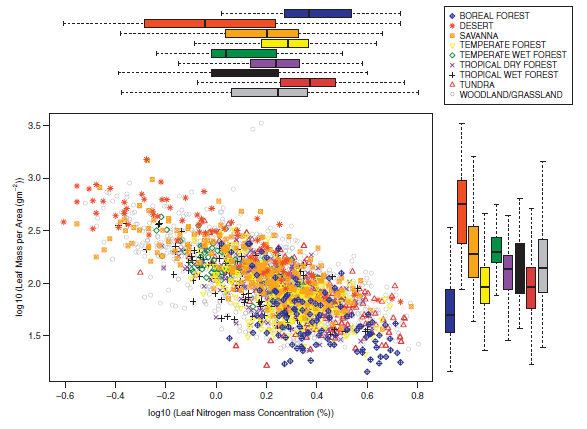 BOREAL FOREST
DESERT
SAVANNA
TEMPERATE FOREST
TEMPERATE WET FOREST
TROPICAL DRY FOREST
TROPICAL WET FOREST
TUNDRA
WOODLAND/GRASSLAND
3.5
3.0
2.5
2.0
1.5
log10 (Leaf Mass per Area (gm⁻²))
−0.6 −0.4 −0.2 0.0 0.2 0.4 0.6 0.8
log10 (Leaf Nitrogen mass Concentration (%))